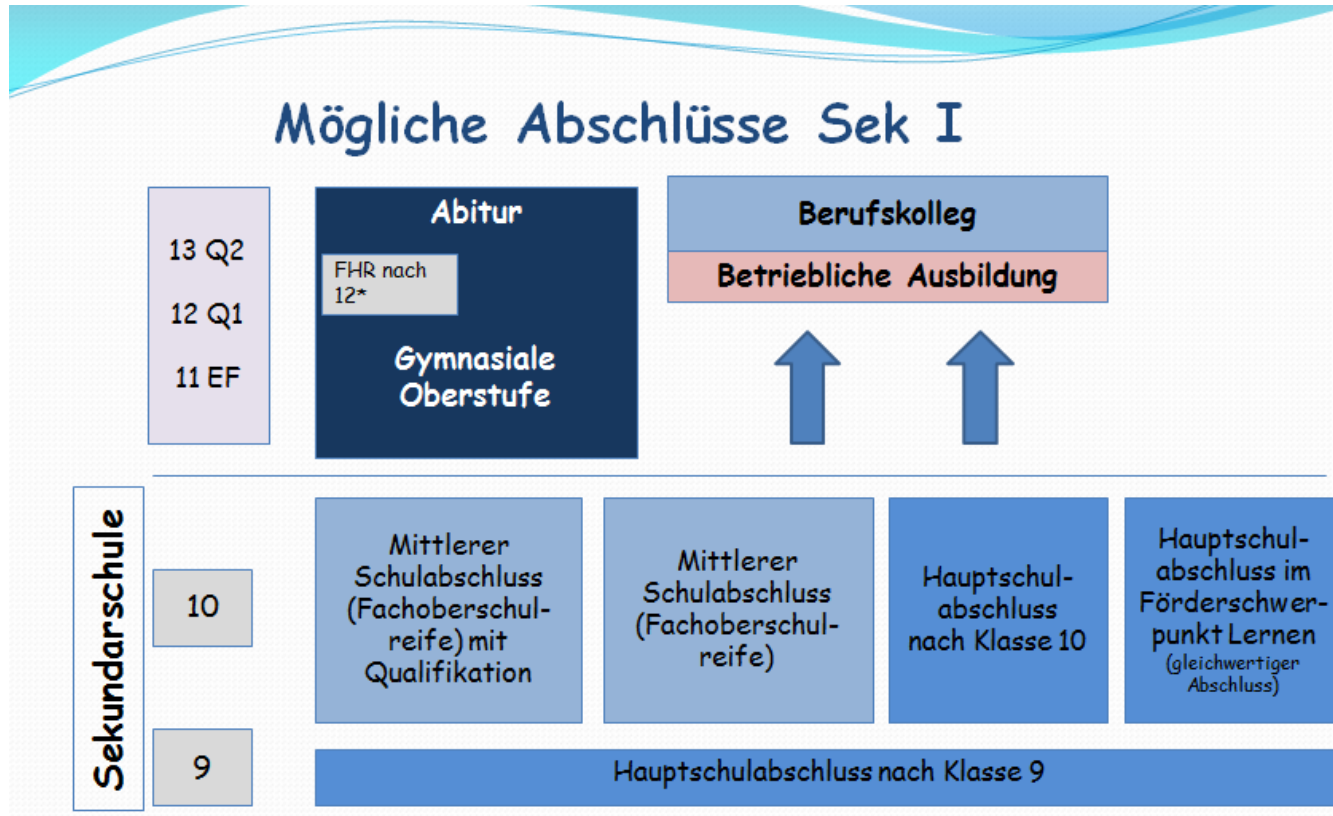 Mögliche Abschlüsse Sek I
13 Q2
12 Q1
11 EF
Abitur
FHR nach
12*
Gymnasiale
Oberstufe
Berufskolleg
Betriebliche Ausbildung
Sekundarschule
10
Mittlerer
Schulabschluss
(Fachoberschul-
reife) mit
Qualifikation
Mittlerer
Schulabschluss
(Fachoberschul-
reife)
Hauptschul-
abschluss
nach Klasse 10
Hauptschul-
abschluss im
Förderschwer-
punkt Lernen
(gleichwertiger
Abschluss)
9
Hauptschulabschluss nach Klasse 9